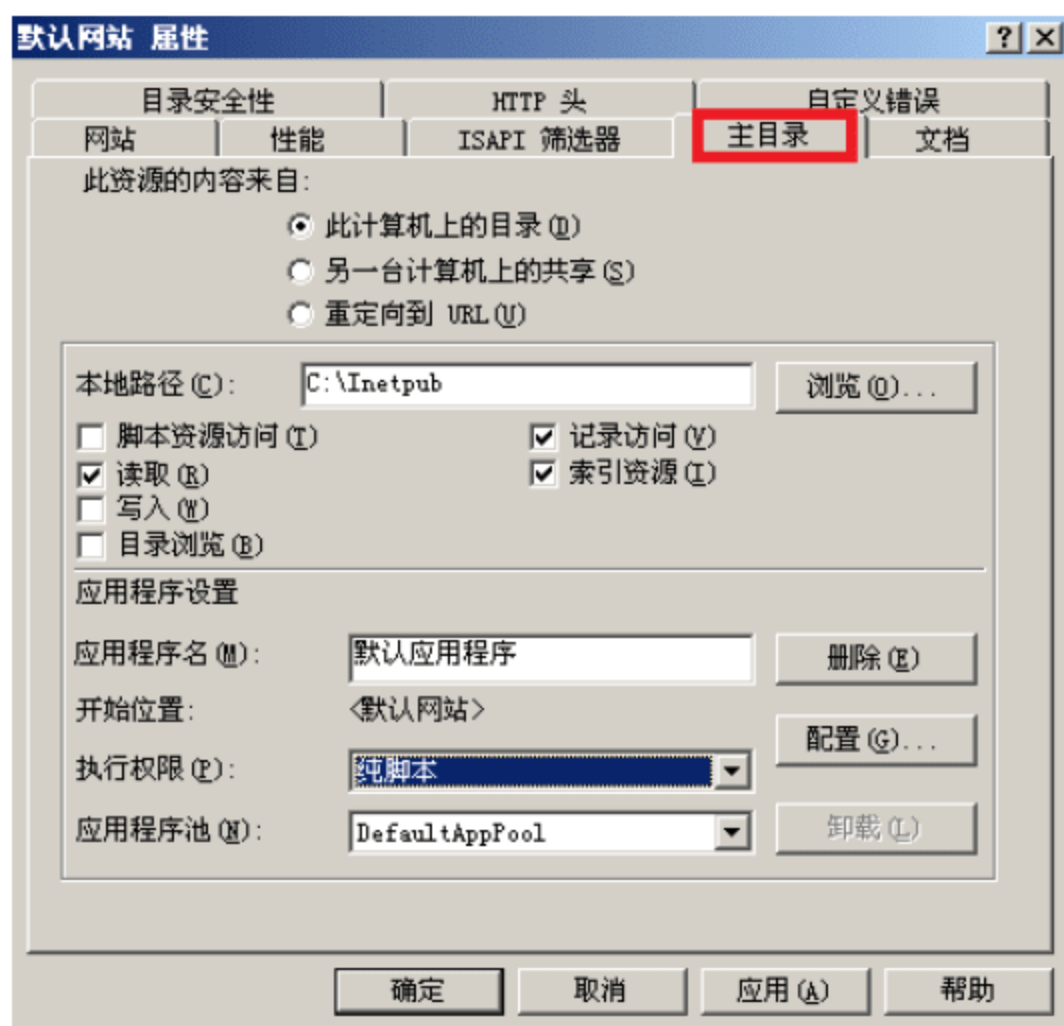 默认网站 属性
目录安全性 HTTP 头 自定义错误
网站 性能 ISAPI 筛选器 主目录 文档
此资源的内容来自:
此计算机上的目录(D)
另一台计算机上的共享(S)
重定向到 URL(U)
本地路径(C): C:\Inetpub 浏览(O)...
脚本资源访问(T) 记录访问(V)
读取(R) 索引资源(I)
写入(W)
目录浏览(B)
应用程序设置
应用程序名(M): 默认应用程序 删除(E)
开始位置: <默认网站>
配置(G)...
执行权限(P): 纯脚本
应用程序池(N): DefaultAppPool 卸载(L)
确定 取消 应用(A) 帮助